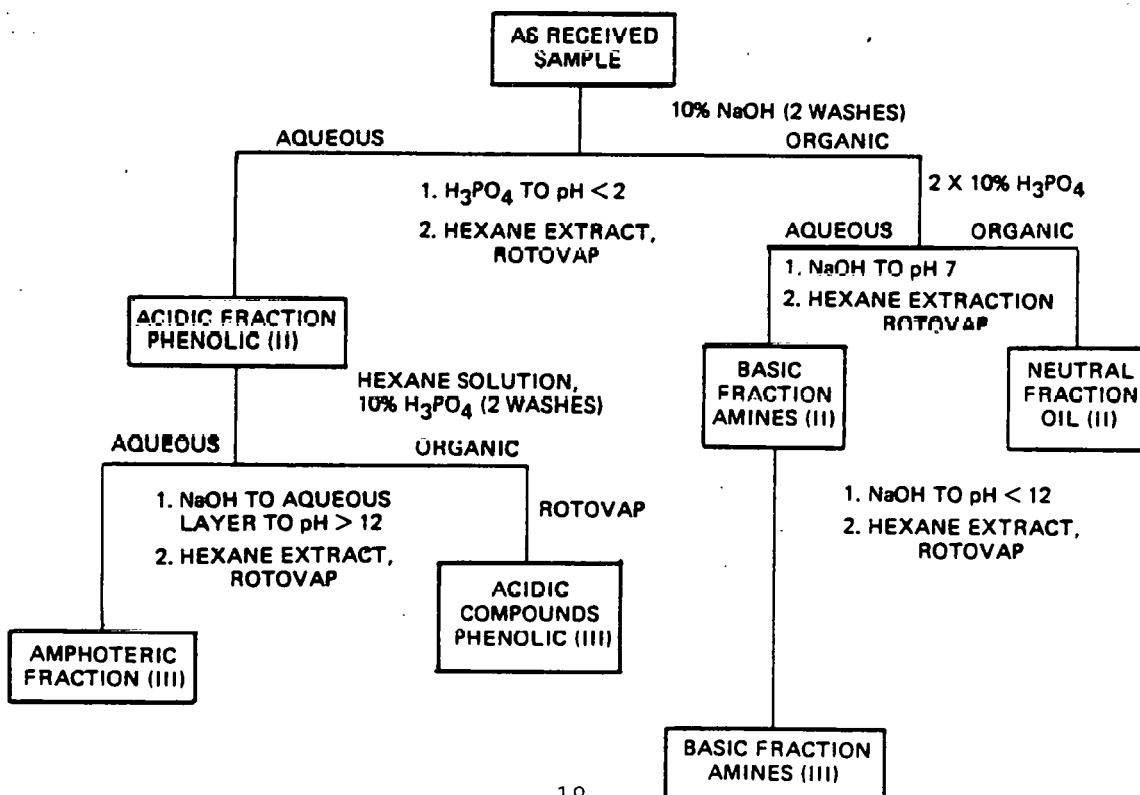 AS RECEIVED
SAMPLE
10% NaOH (2 WASHES)
AQUEOUS
ORGANIC
1. H3PO4 TO pH < 2
2. HEXANE EXTRACT,
ROTOVAP
2 X 10% H3PO4
AQUEOUS
ORGANIC
1. NaOH TO pH 7
2. HEXANE EXTRACTION
ROTOVAP
ACIDIC FRACTION
PHENOLIC (II)
BASIC
FRACTION
AMINES (II)
NEUTRAL
FRACTION
OIL (II)
HEXANE SOLUTION,
10% H3PO4 (2 WASHES)
AQUEOUS
ORGANIC
1. NaOH TO AQUEOUS
LAYER TO pH > 12
2. HEXANE EXTRACT,
ROTOVAP
ROTOVAP
1. NaOH TO pH < 12
2. HEXANE EXTRACT,
ROTOVAP
AMPHOTERIC
FRACTION (III)
ACIDIC
COMPOUNDS
PHENOLIC (III)
BASIC FRACTION
AMINES (III)